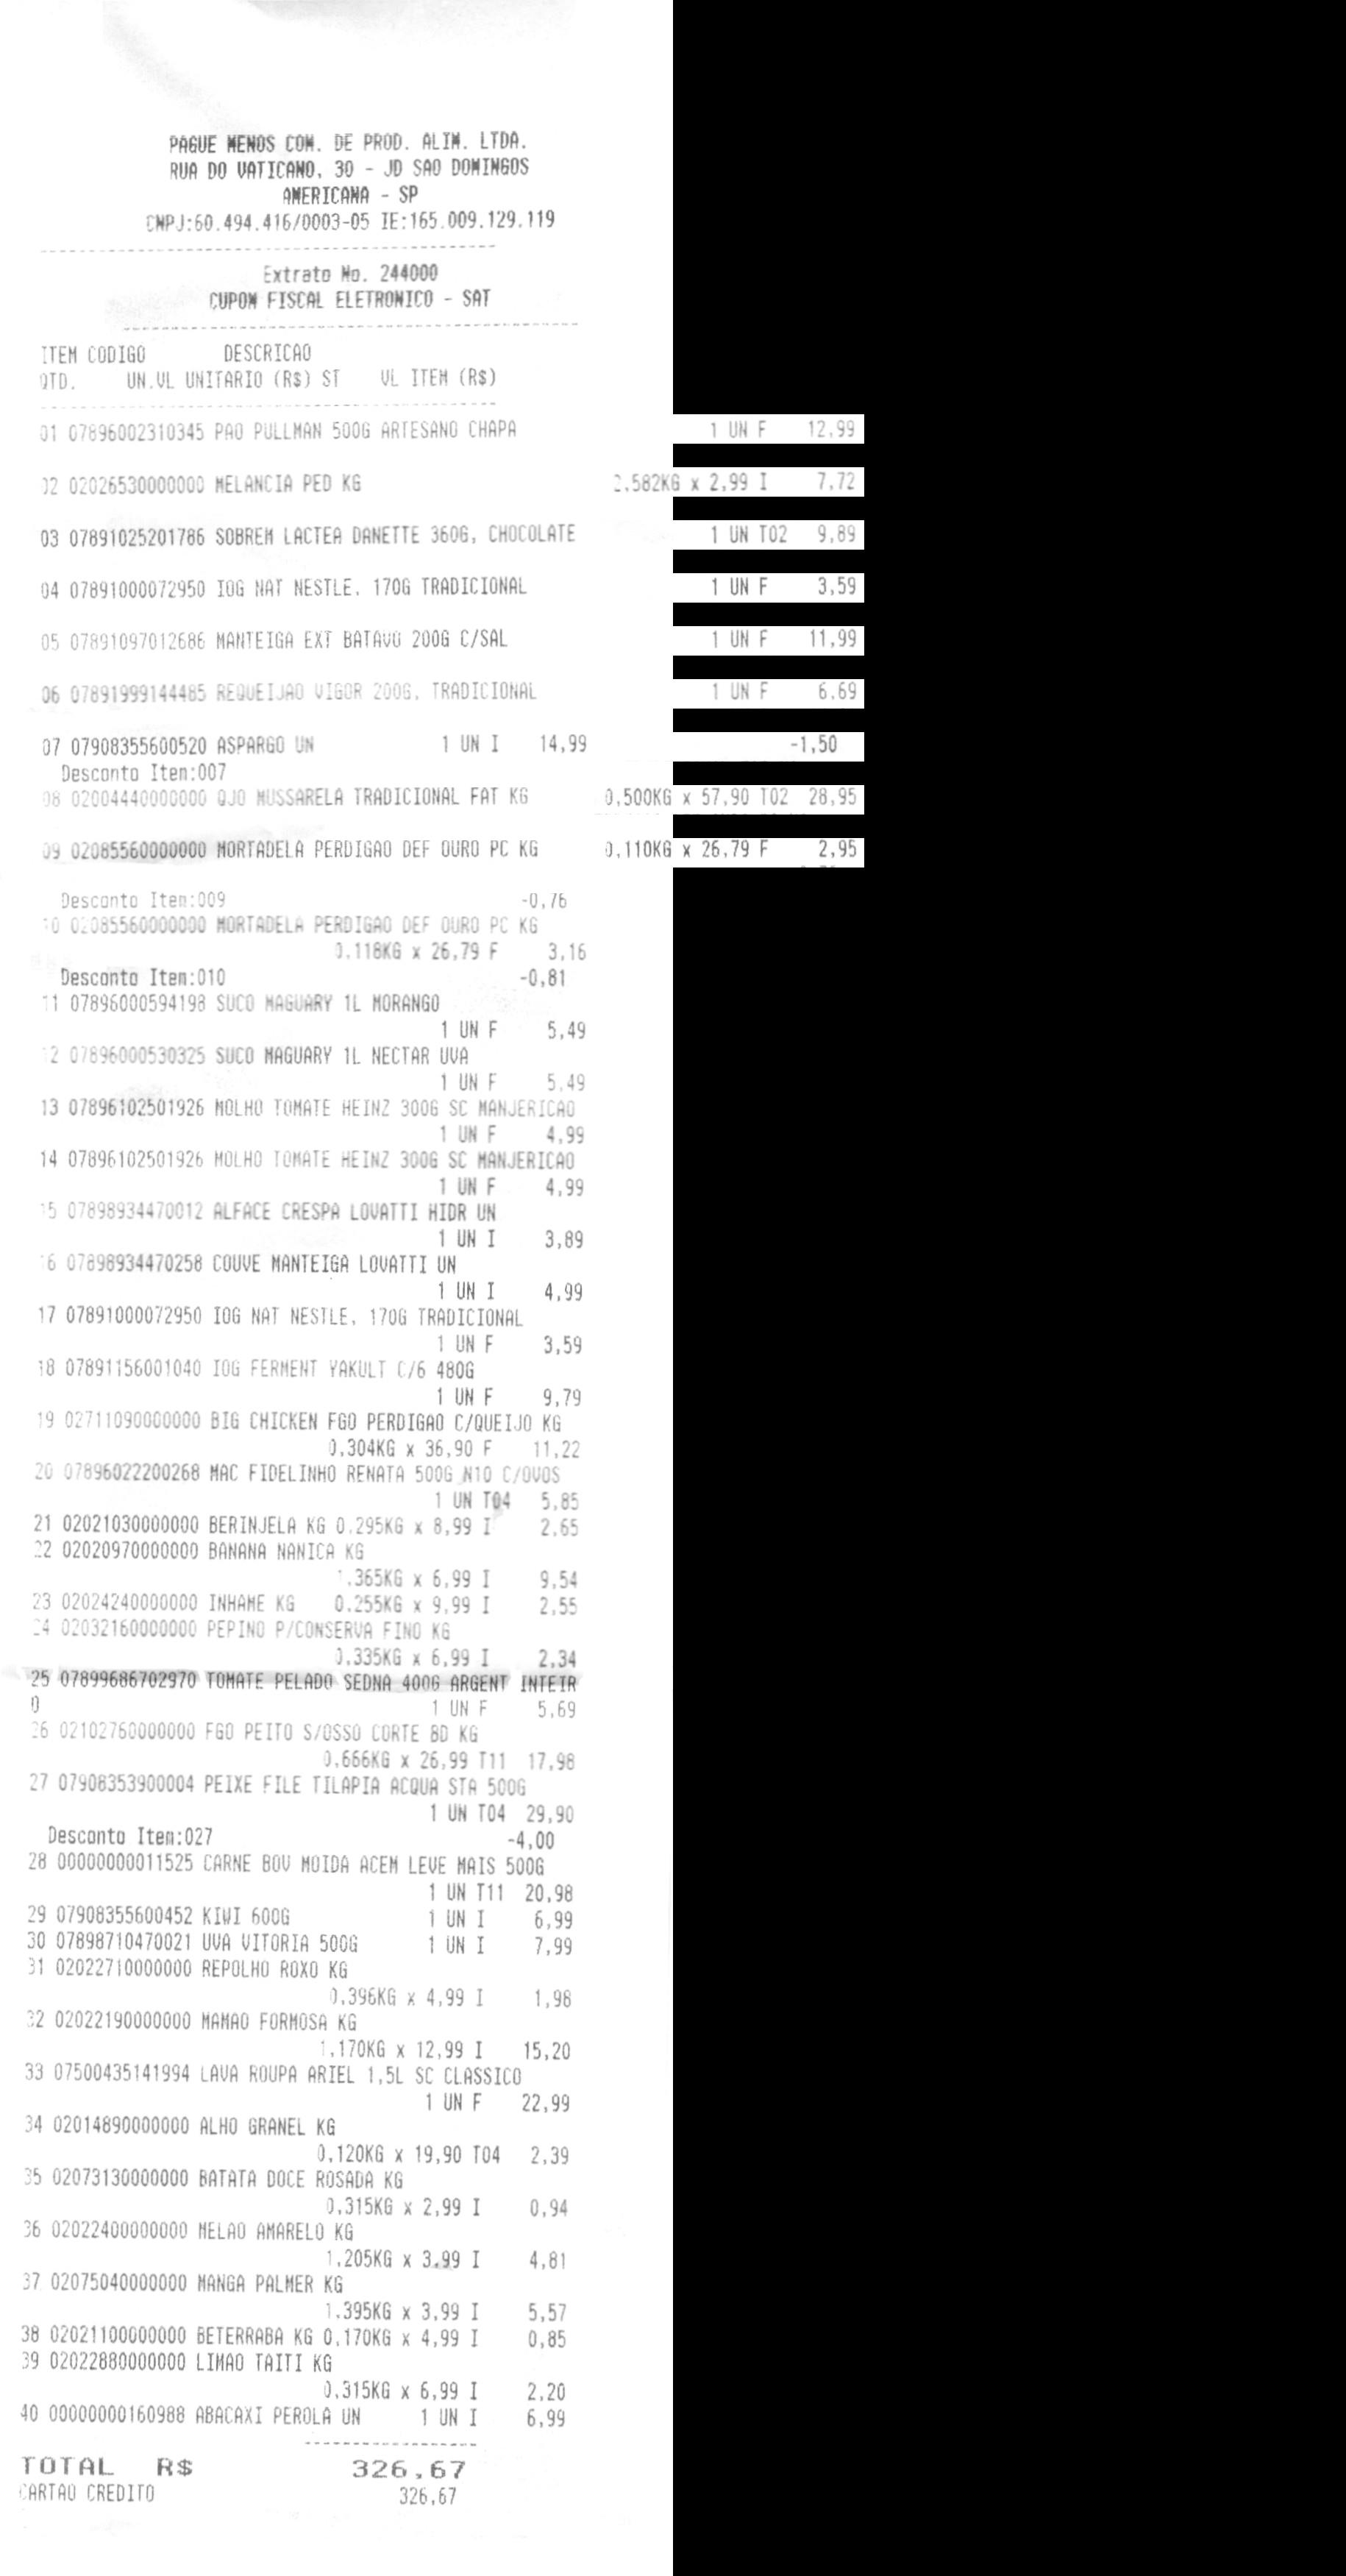 PAGUE MENOS COM. DE PROD. ALIM. LTDA.
RUA DO VATICANO, 30 - JD SAO DOMINGOS
AMERICANA - SP
CNPJ:60.494.416/0003-05 IE:165.009.129.119
Extrato No. 244000
CUPOM FISCAL ELETRONICO - SAT
ITEM CODIGO DESCRICAO
QTD. UN.VL UNITARIO (R$) ST VL ITEM (R$)
01 07896002310345 PAO PULLMAN 500G ARTESANO CHAPA 1 UN F 12,99
02 02026530000000 MELANCIA PED KG 2,582KG x 2,99 I 7,72
03 07891025201786 SOBREM LACTEA DANETTE 360G, CHOCOLATE 1 UN T02 9,89
04 07891000072950 IOG NAT NESTLE, 170G TRADICIONAL 1 UN F 3,59
05 07891097012686 MANTEIGA EXT BATAVO 200G C/SAL 1 UN F 11,99
06 07891999144485 REQUEIJAO VIGOR 200G, TRADICIONAL 1 UN F 6,69
07 07908355600520 ASPARGO UN 1 UN I 14,99 -1,50
Desconto Item:007
08 02004440000000 QJO MUSSARELA TRADICIONAL FAT KG 0,500KG x 57,90 T02 28,95
09 02085560000000 MORTADELA PERDIGAO DEF OURO PC KG 0,110KG x 26,79 F 2,95
Desconto Item:009 -0,76
10 02085560000000 MORTADELA PERDIGAO DEF OURO PC KG
0,118KG x 26,79 F 3,16
Desconto Item:010 -0,81
11 07896000594198 SUCO MAGUARY 1L MORANGO
1 UN F 5,49
12 07896000530325 SUCO MAGUARY 1L NECTAR UVA
1 UN F 5,49
13 07896102501926 MOLHO TOMATE HEINZ 300G SC MANJERICAO
1 UN F 4,99
14 07896102501926 MOLHO TOMATE HEINZ 300G SC MANJERICAO
1 UN F 4,99
15 07898934470012 ALFACE CRESPA LOVATTI HIDR UN
1 UN I 3,89
16 07898934470258 COUVE MANTEIGA LOVATTI UN
1 UN I 4,99
17 07891000072950 IOG NAT NESTLE, 170G TRADICIONAL
1 UN F 3,59
18 07891156001040 IOG FERMENT YAKULT C/6 480G
1 UN F 9,79
19 02711090000000 BIG CHICKEN FGO PERDIGAO C/QUEIJO KG
0,304KG x 36,90 F 11,22
20 07896022200268 MAC FIDELINHO RENATA 500G N10 C/OVOS
1 UN T04 5,85
21 02021030000000 BERINJELA KG 0,295KG x 8,99 I 2,65
22 02020970000000 BANANA NANICA KG
1,365KG x 6,99 I 9,54
23 02024240000000 INHAME KG 0,255KG x 9,99 I 2,55
24 02032160000000 PEPINO P/CONSERVA FINO KG
0,335KG x 6,99 I 2,34
25 07899686702970 TOMATE PELADO SEDNA 400G ARGENT INTEIR
O 1 UN F 5,69
26 02102760000000 FGO PEITO S/OSSO CORTE BD KG
0,666KG x 26,99 T11 17,98
27 07908353900004 PEIXE FILE TILAPIA ACQUA STA 500G
1 UN T04 29,90
Desconto Item:027 -4,00
28 00000000011525 CARNE BOV MOIDA ACEM LEVE MAIS 500G
1 UN T11 20,98
29 07908355600452 KIWI 600G 1 UN I 6,99
30 07898710470021 UVA VITORIA 500G 1 UN I 7,99
31 02022710000000 REPOLHO ROXO KG
0,396KG x 4,99 I 1,98
32 02022190000000 MAMAO FORMOSA KG
1,170KG x 12,99 I 15,20
33 07500435141994 LAVA ROUPA ARIEL 1,5L SC CLASSICO
1 UN F 22,99
34 02014890000000 ALHO GRANEL KG
0,120KG x 19,90 T04 2,39
35 02073130000000 BATATA DOCE ROSADA KG
0,315KG x 2,99 I 0,94
36 02022400000000 MELAO AMARELO KG
1,205KG x 3,99 I 4,81
37 02075040000000 MANGA PALMER KG
1,395KG x 3,99 I 5,57
38 02021100000000 BETERRABA KG 0,170KG x 4,99 I 0,85
39 02022880000000 LIMAO TAITI KG
0,315KG x 6,99 I 2,20
40 00000000160988 ABACAXI PEROLA UN 1 UN I 6,99
TOTAL R$ 326,67
CARTAO CREDITO 326,67